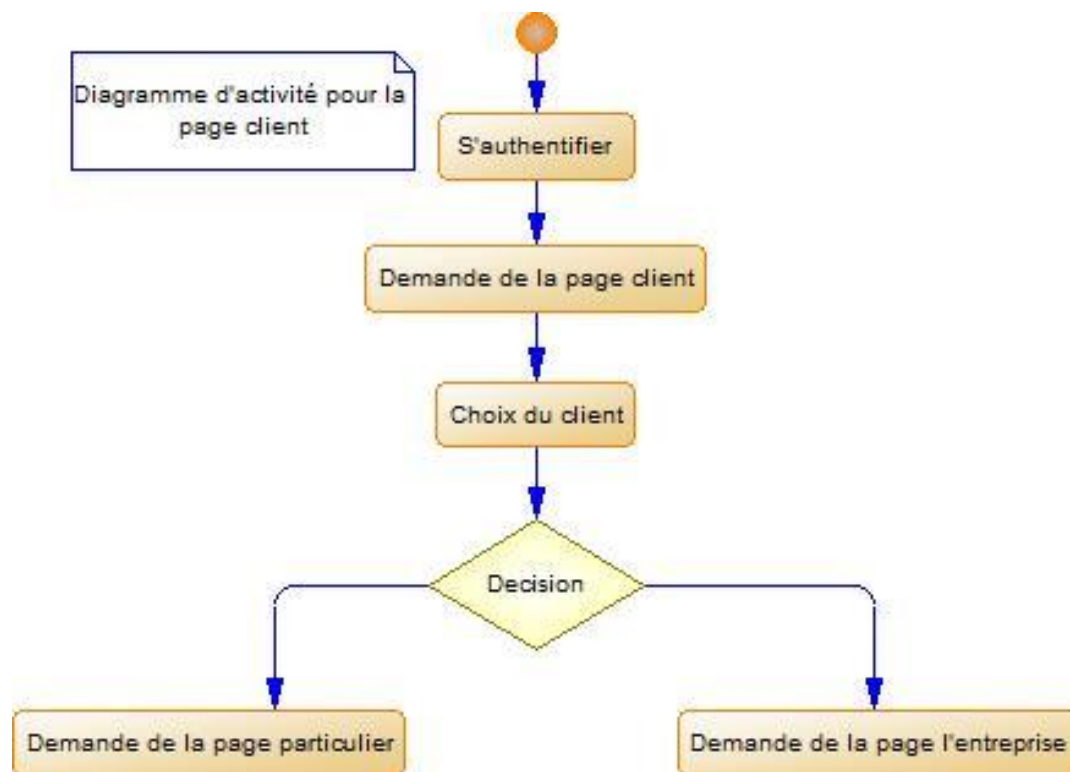 Diagramme d'activité pour la
page client
S'authentifier
Demande de la page client
Choix du client
Decision
Demande de la page particulier
Demande de la page l'entreprise